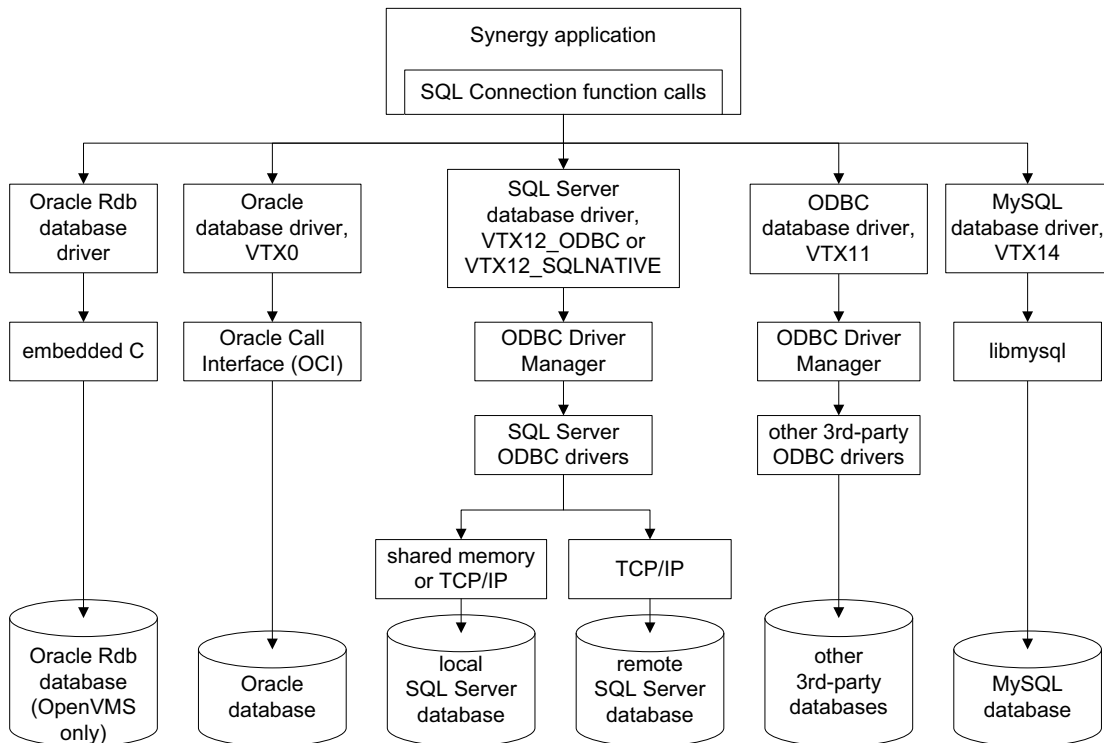 Synergy application
SQL Connection function calls
Oracle Rdb
database
driver
Oracle
database driver,
VTX0
SQL Server
database driver,
VTX12_ODBC or
VTX12_SQLNATIVE
ODBC
database driver,
VTX11
MySQL
database driver,
VTX14
embedded C
Oracle Call
Interface (OCI)
ODBC Driver
Manager
ODBC Driver
Manager
libmysql
SQL Server
ODBC drivers
other 3rd-party
ODBC drivers
shared memory
or TCP/IP
TCP/IP
Oracle Rdb
database
(OpenVMS
only)
Oracle
database
local
SQL Server
database
remote
SQL Server
database
other
3rd-party
databases
MySQL
database